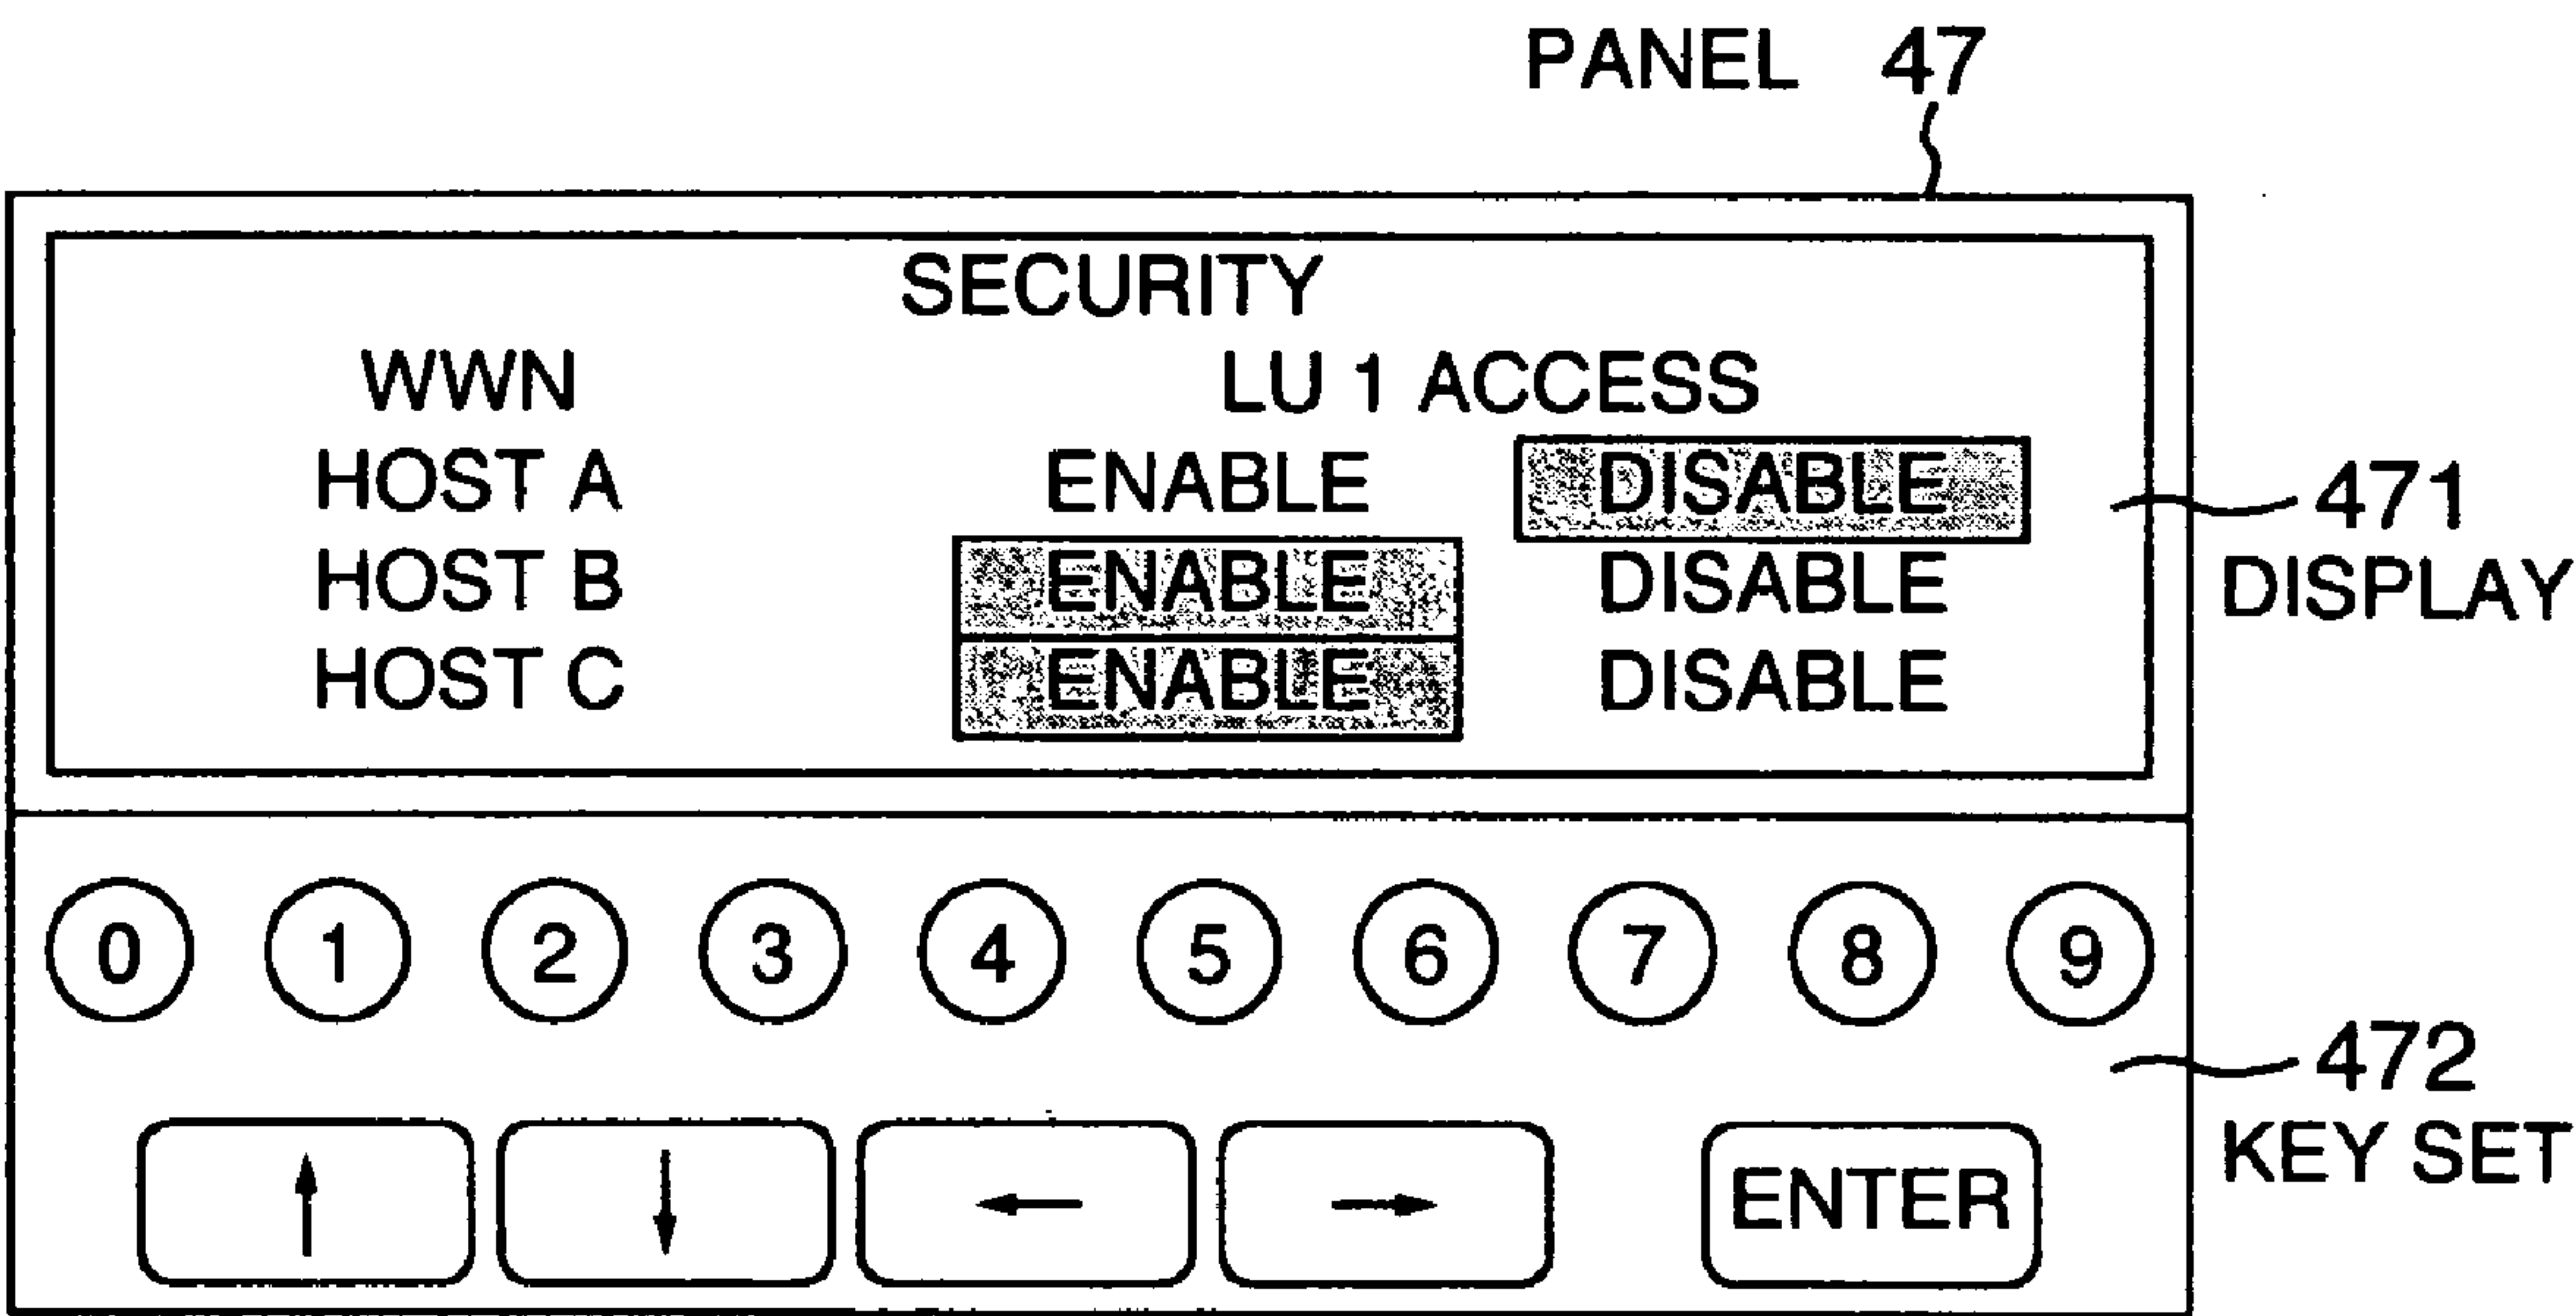 PANEL 47
SECURITY
WWN LU 1 ACCESS
HOST A ENABLE DISABLE
471
HOST B ENABLE DISABLE
DISPLAY
HOST C ENABLE DISABLE
0 1 2 3 4 5 6 7 8 9
472
KEY SET
↑ ↓ ← → ENTER